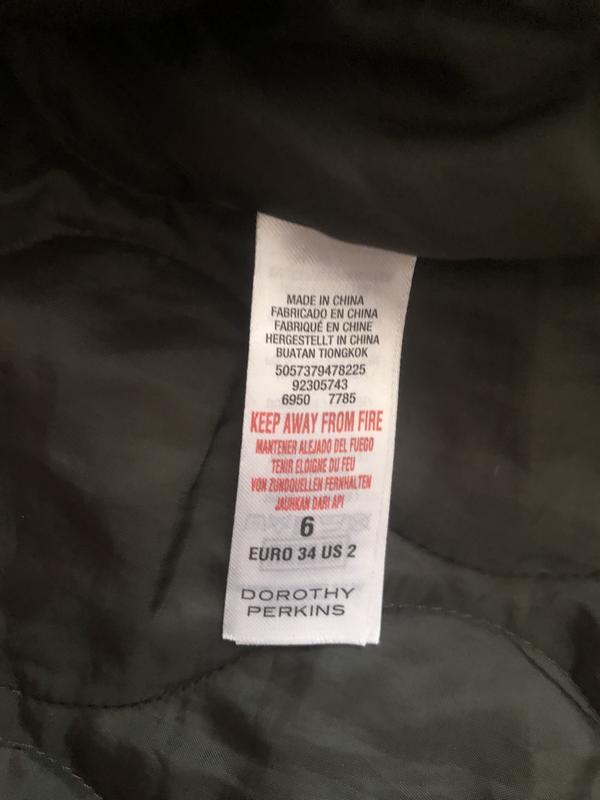 MADE IN CHINA
FABRICADO EN CHINA
FABRIQUÉ EN CHINE
HERGESTELLT IN CHINA
BUATAN TIONGKOK
5057379478225
92305743
6950 7785
KEEP AWAY FROM FIRE
MANTENER ALEJADO DEL FUEGO
TENIR ELOIGNE DU FEU
VON ZUNDQUELLEN FERNHALTEN
JAUHKAN DARI API
6
EURO 34 US 2
DOROTHY
PERKINS